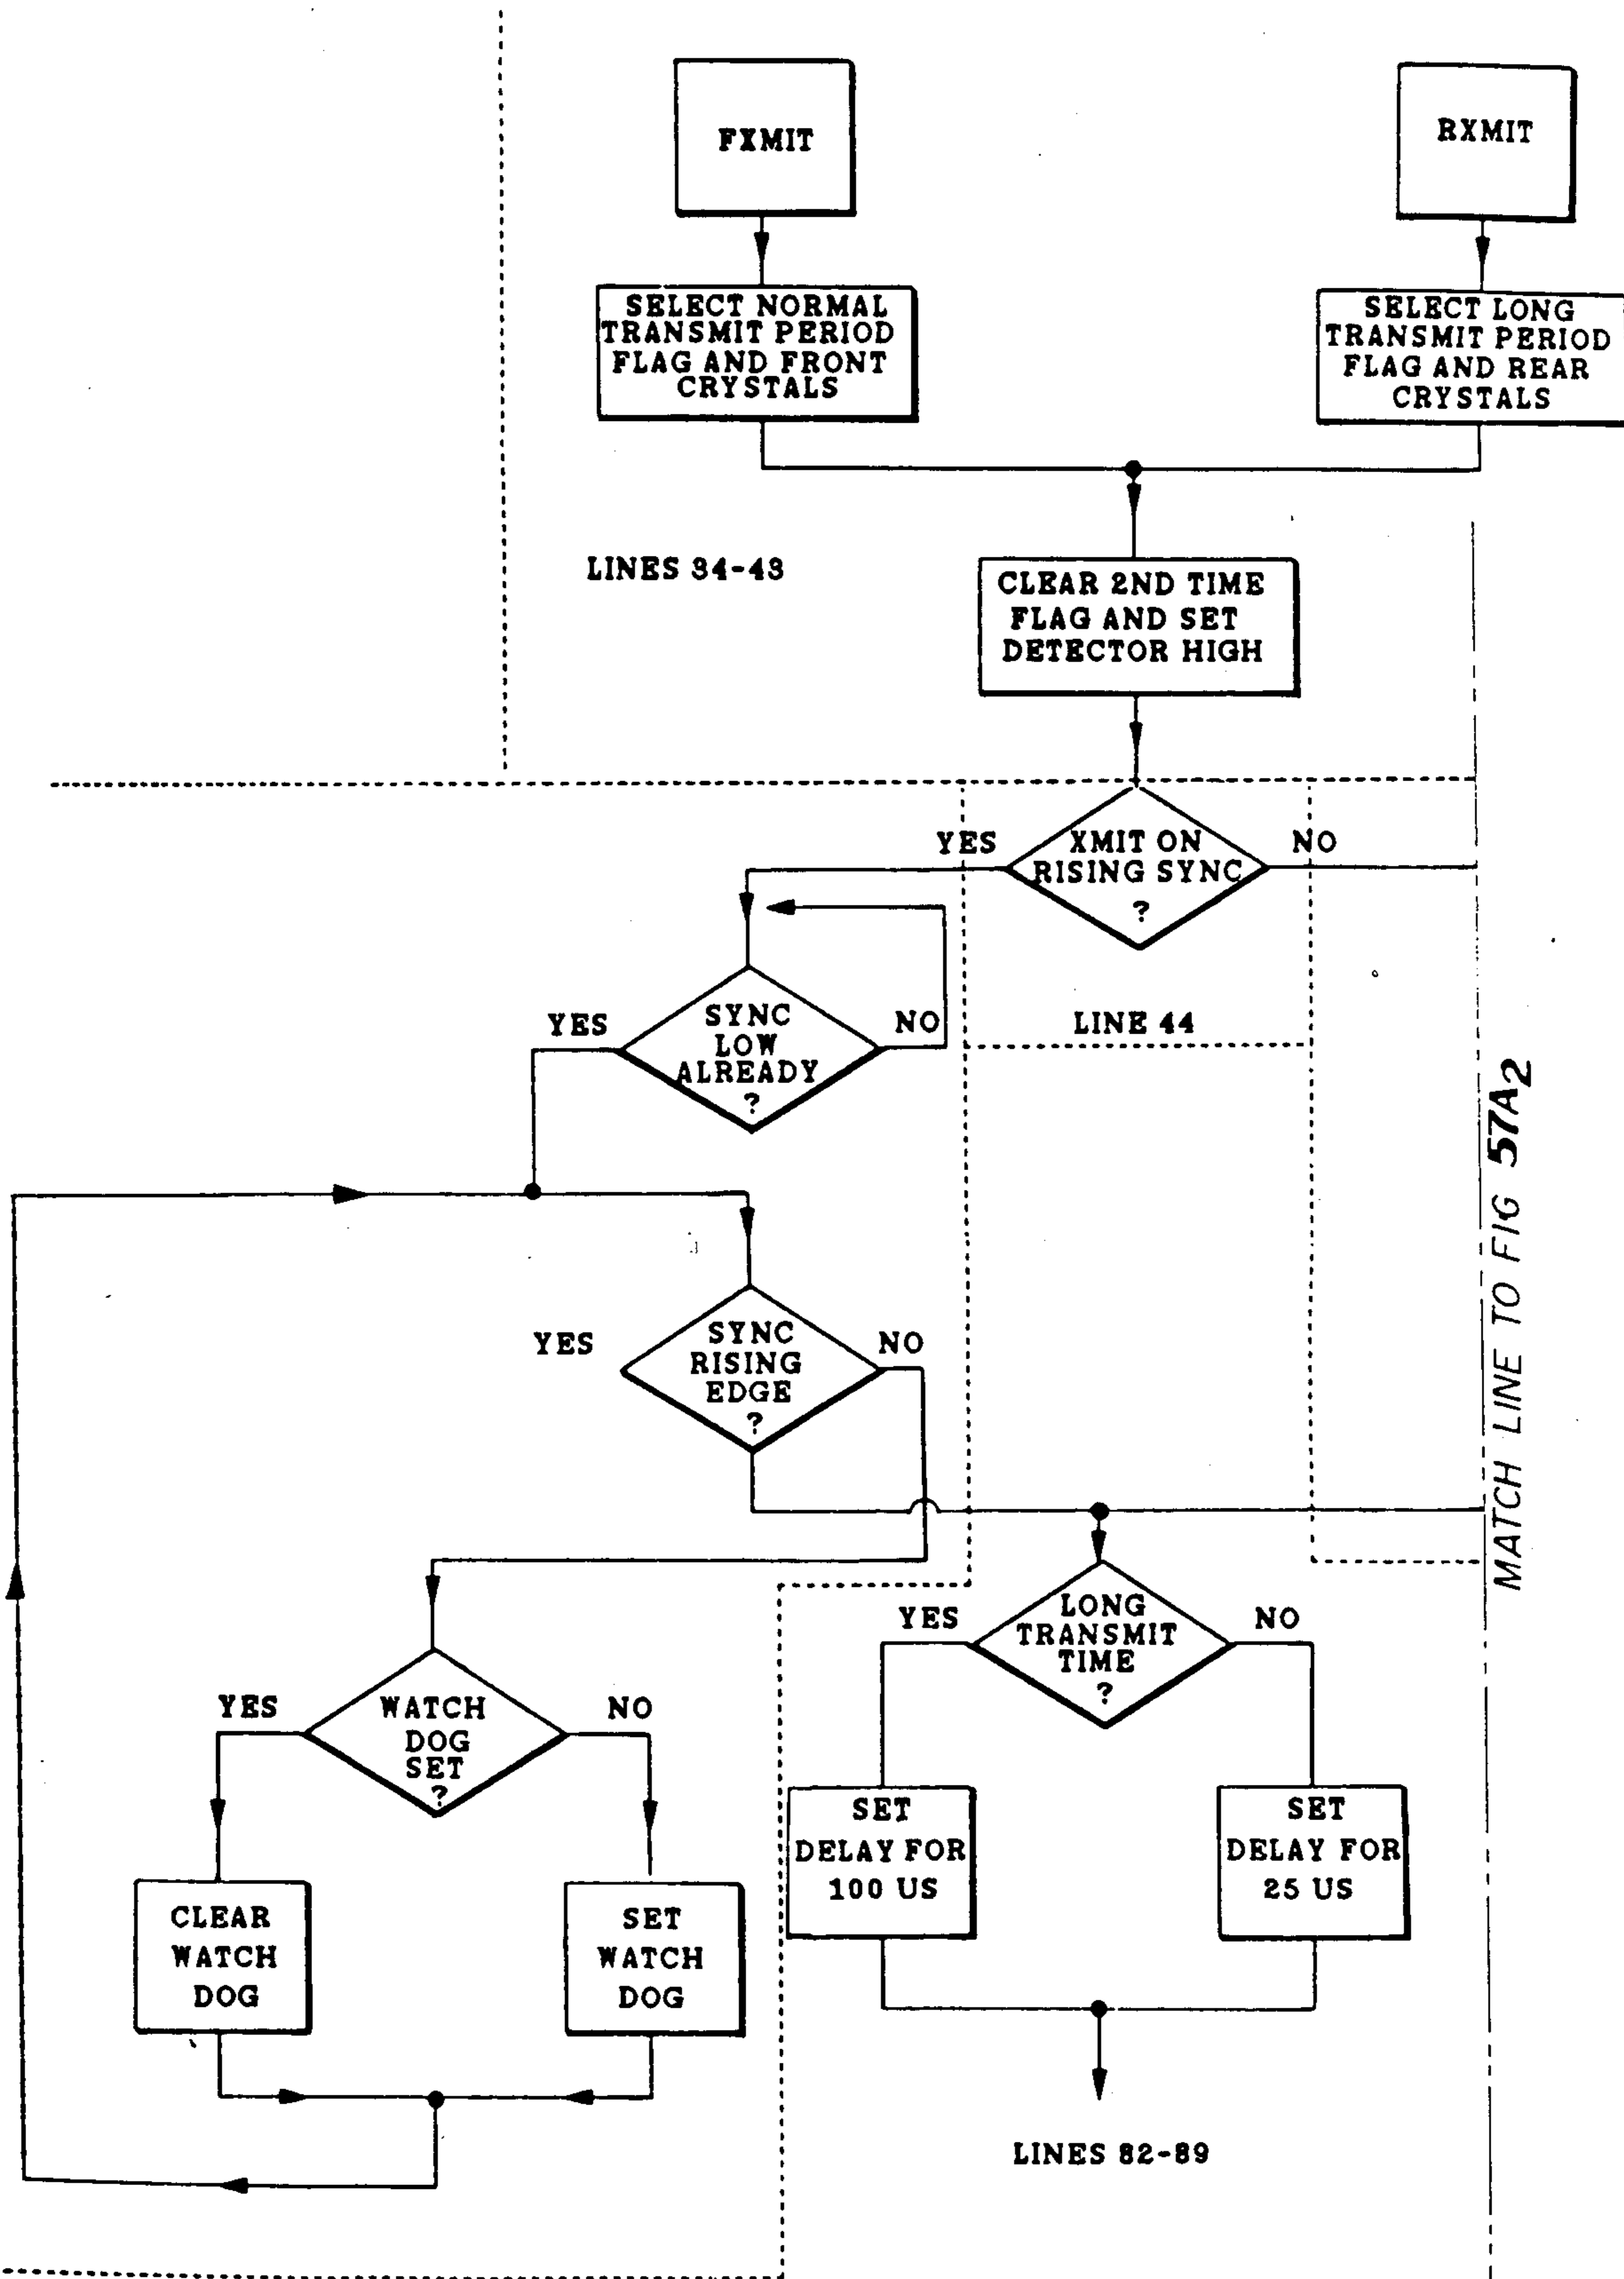 FXMIT
RXMIT
SELECT NORMAL
TRANSMIT PERIOD
FLAG AND FRONT
CRYSTALS
SELECT LONG
TRANSMIT PERIOD
FLAG AND REAR
CRYSTALS
LINES 34-43
CLEAR 2ND TIME
FLAG AND SET
DETECTOR HIGH
YES
XMIT ON
RISING SYNC
?
NO
LINE 44
YES
SYNC
LOW
ALREADY
?
NO
YES
SYNC
RISING
EDGE
?
NO
MATCH LINE TO FIG 57A2
YES
LONG
TRANSMIT
TIME
?
NO
YES
WATCH
DOG
SET
?
NO
SET
DELAY FOR
100 US
SET
DELAY FOR
25 US
CLEAR
WATCH
DOG
SET
WATCH
DOG
LINES 82-89